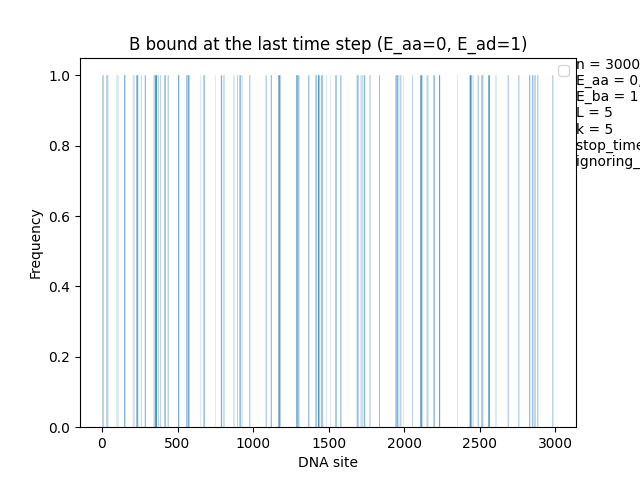 B bound at the last time step (E_aa=0, E_ad=1)
n = 3000
E_aa = 0,
E_ba = 1
L = 5
k = 5
stop_time
ignoring_
1.0
0.8
0.6
0.4
0.2
0.0
Frequency
0 500 1000 1500 2000 2500 3000
DNA site